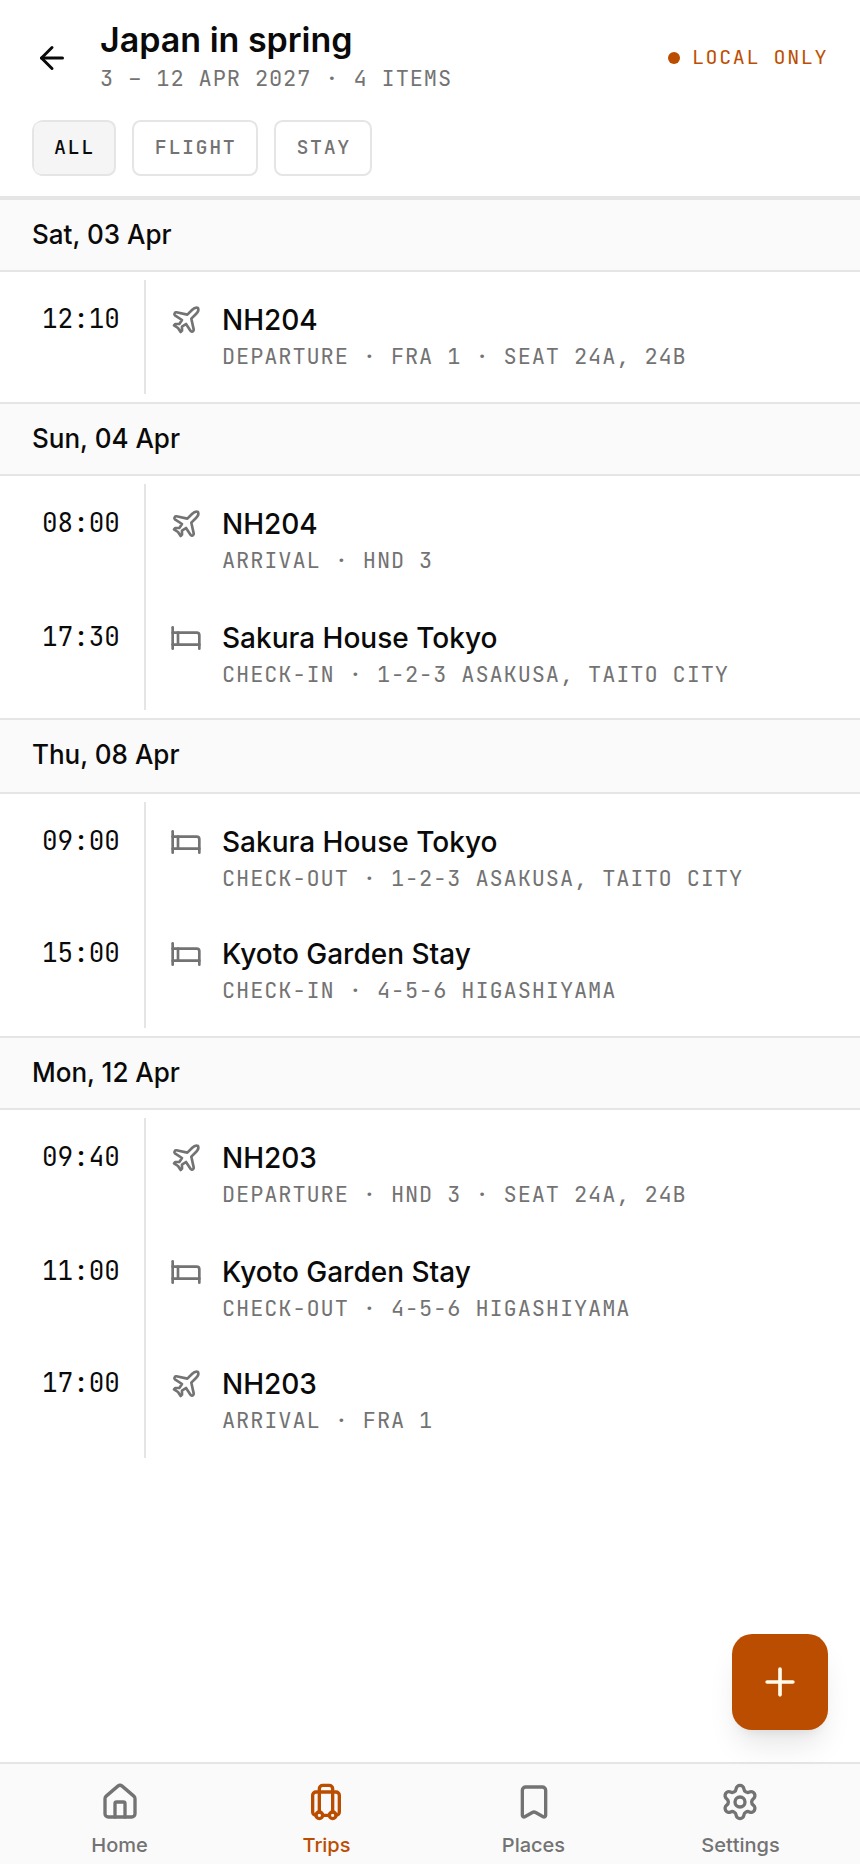 Japan in spring
3 – 12 APR 2027 · 4 ITEMS
LOCAL ONLY
ALL
FLIGHT
STAY
Sat, 03 Apr
12:10
NH204
DEPARTURE · FRA 1 · SEAT 24A, 24B
Sun, 04 Apr
08:00
NH204
ARRIVAL · HND 3
17:30
Sakura House Tokyo
CHECK-IN · 1-2-3 ASAKUSA, TAITO CITY
Thu, 08 Apr
09:00
Sakura House Tokyo
CHECK-OUT · 1-2-3 ASAKUSA, TAITO CITY
15:00
Kyoto Garden Stay
CHECK-IN · 4-5-6 HIGASHIYAMA
Mon, 12 Apr
09:40
NH203
DEPARTURE · HND 3 · SEAT 24A, 24B
11:00
Kyoto Garden Stay
CHECK-OUT · 4-5-6 HIGASHIYAMA
17:00
NH203
ARRIVAL · FRA 1
Home
Trips
Places
Settings